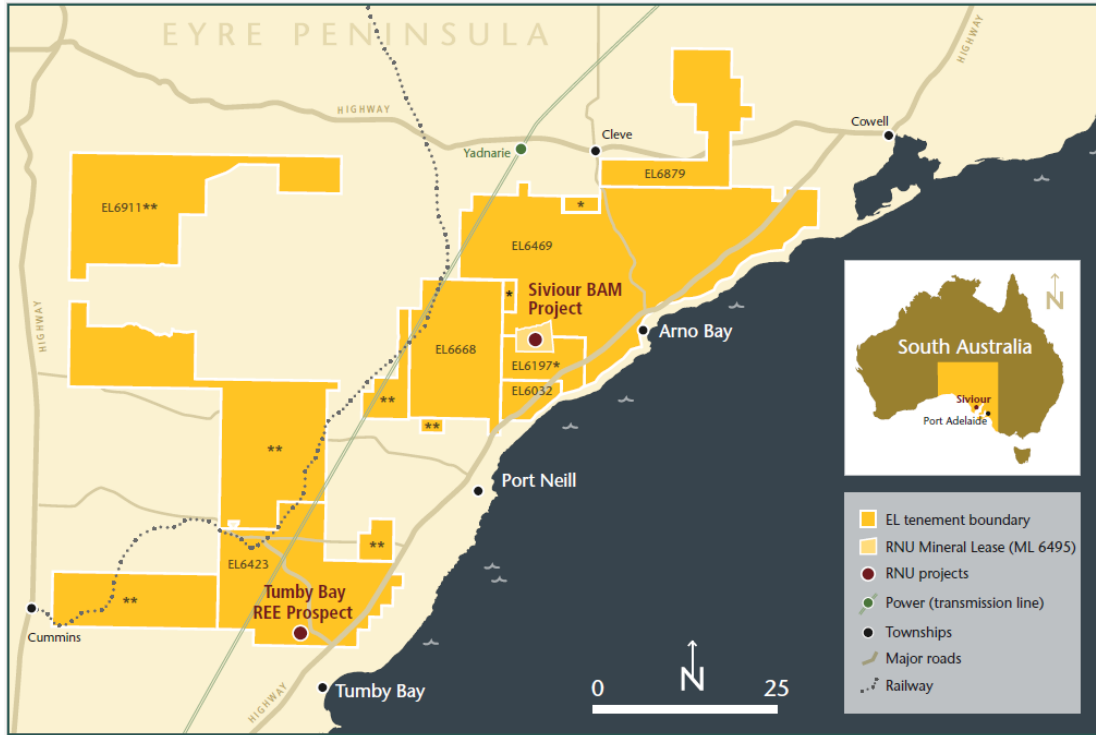 EYRE PENINSULA
HIGHWAY
HIGHWAY
Cowell
Cleve
Yadnarie
EL6879
EL6911**
*
EL6469
HIGHWAY
Siviour BAM
Project
*
Arno Bay
EL6668
EL6197*
EL6032
**
**
**
Port Neill
**
EL6423
Tumby Bay
REE Prospect
**
Cummins
HIGHWAY
Tumby Bay
0
N
25
N
South Australia
Siviour
Port Adelaide
EL tenement boundary
RNU Mineral Lease (ML 6495)
RNU projects
Power (transmission line)
Townships
Major roads
Railway